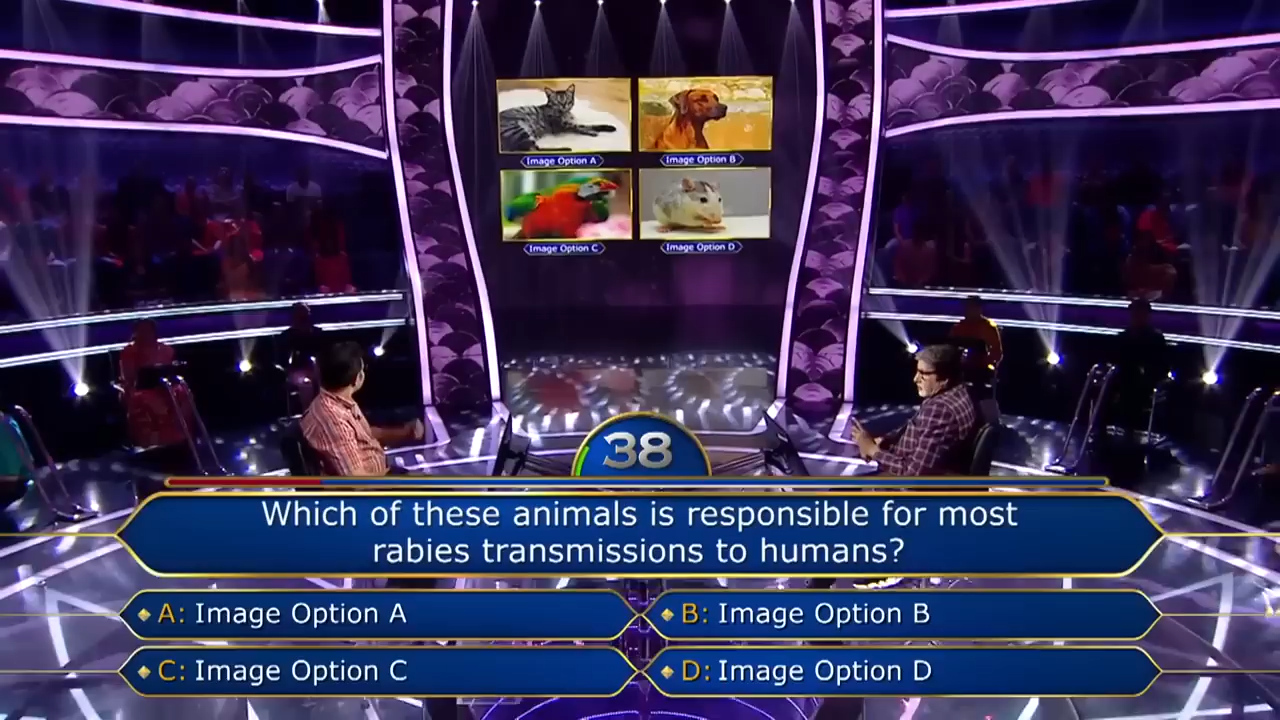 Image Option A
Image Option B
Image Option C
Image Option D
38
Which of these animals is responsible for most
rabies transmissions to humans?
A: Image Option A
B: Image Option B
C: Image Option C
D: Image Option D